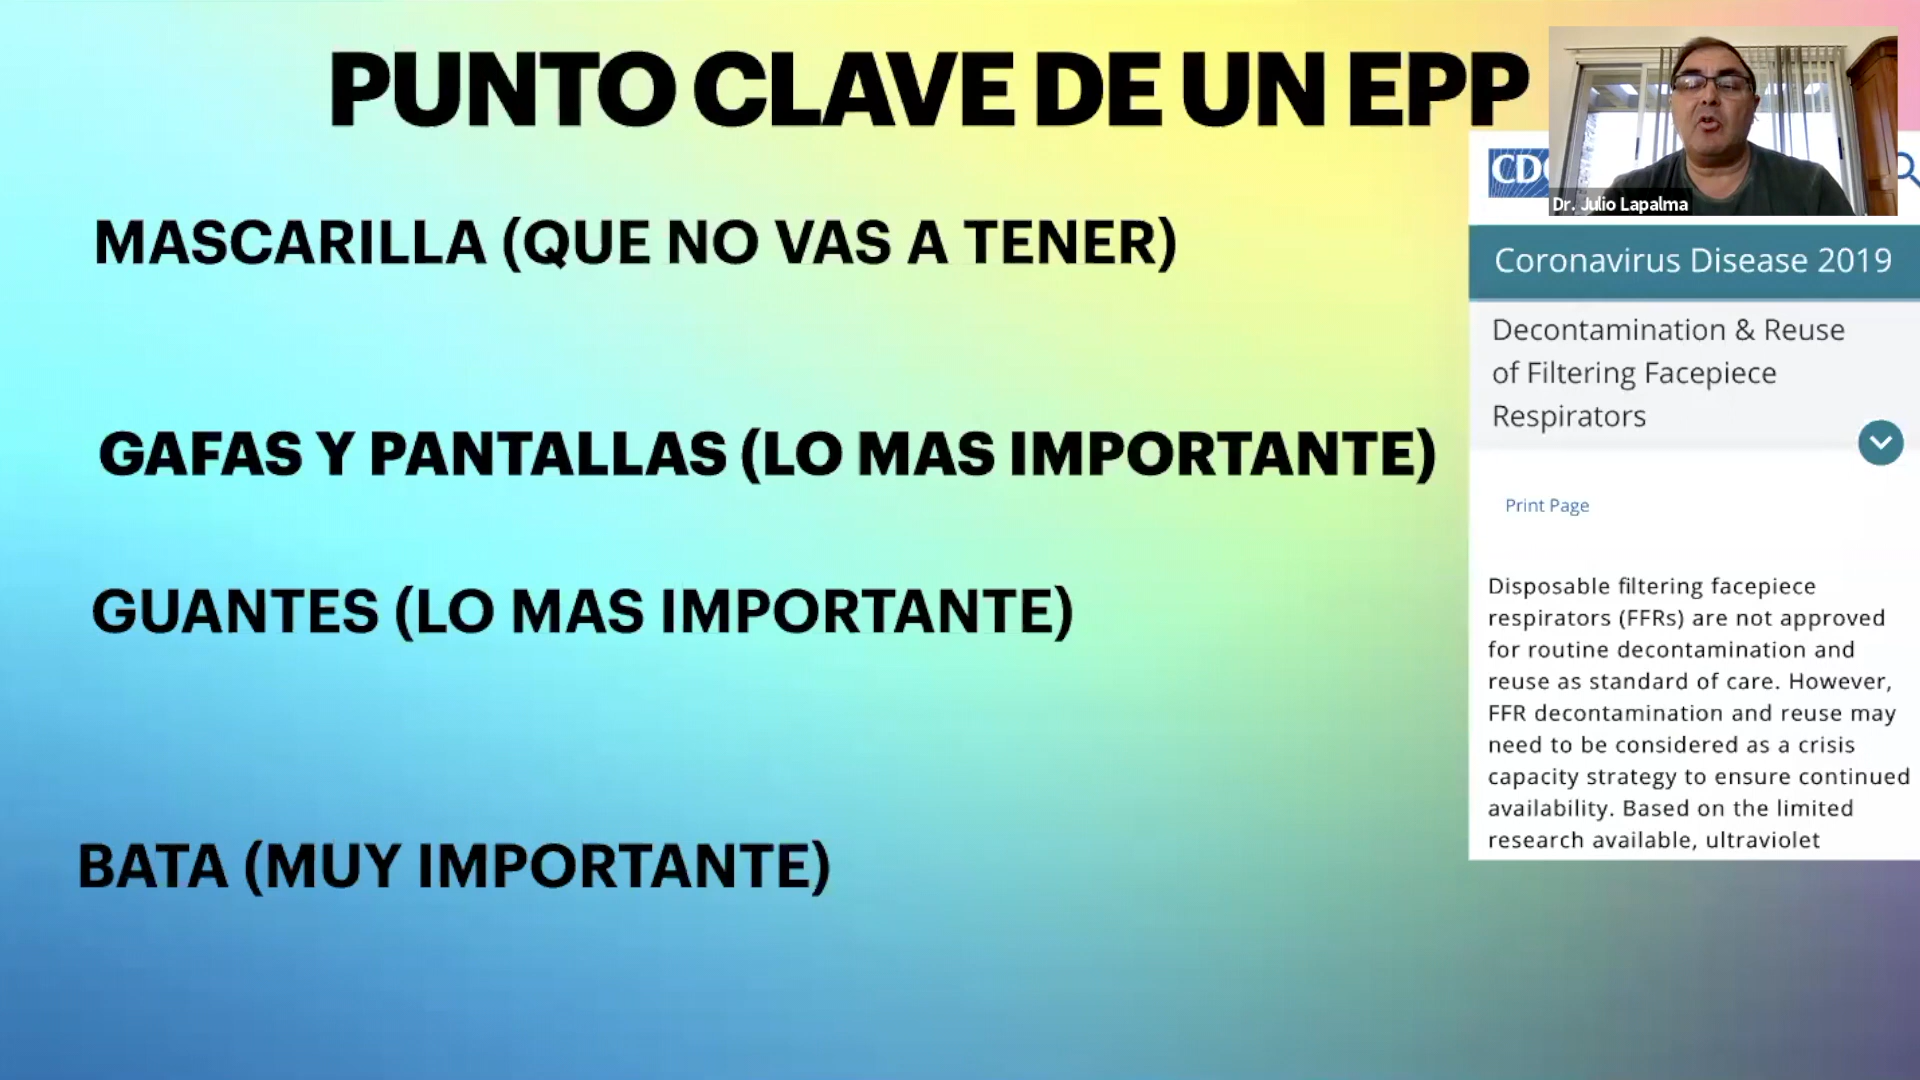 PUNTO CLAVE DE UN EPP
MASCARILLA (QUE NO VAS A TENER)
GAFAS Y PANTALLAS (LO MAS IMPORTANTE)
GUANTES (LO MAS IMPORTANTE)
BATA (MUY IMPORTANTE)
Dr. Julio Lapalma
Coronavirus Disease 2019
Decontamination & Reuse
of Filtering Facepiece
Respirators
Print Page
Disposable filtering facepiece
respirators (FFRs) are not approved
for routine decontamination and
reuse as standard of care. However,
FFR decontamination and reuse may
need to be considered as a crisis
capacity strategy to ensure continued
availability. Based on the limited
research available, ultraviolet